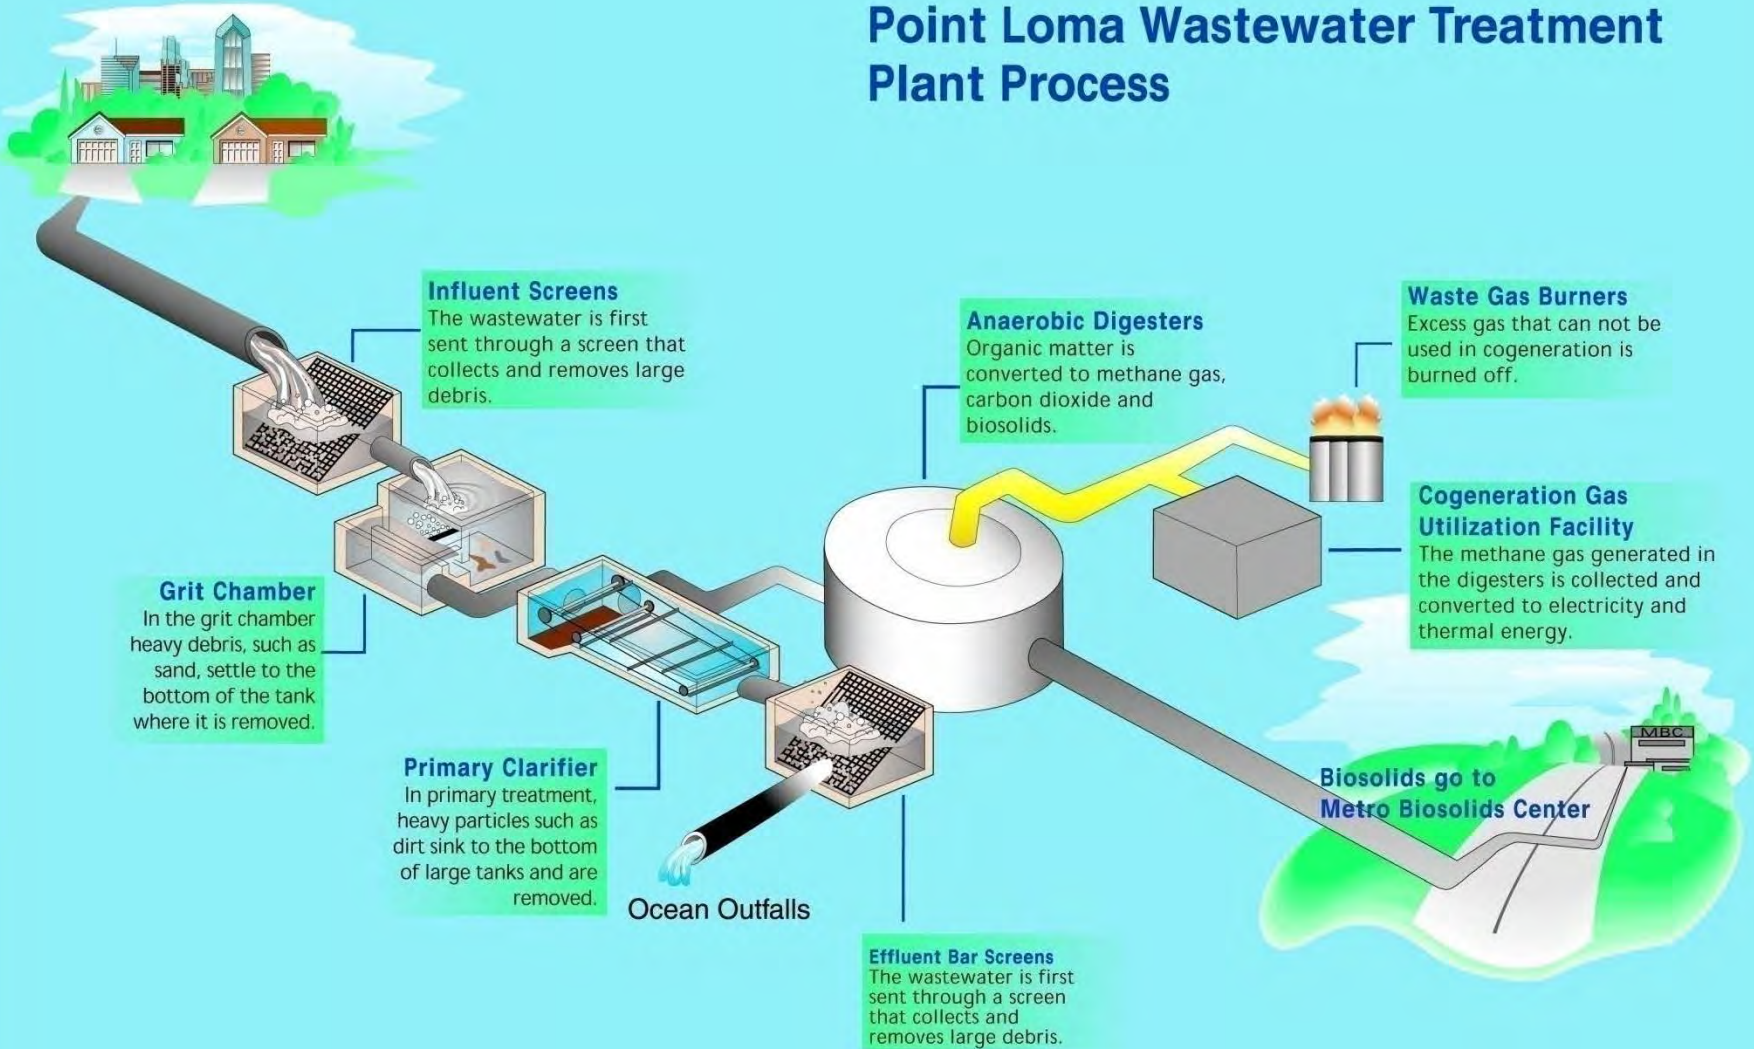 Point Loma Wastewater Treatment
Plant Process
Influent Screens
The wastewater is first
sent through a screen that
collects and removes large
debris.
Anaerobic Digesters
Organic matter is
converted to methane gas,
carbon dioxide and
biosolids.
Waste Gas Burners
Excess gas that can not be
used in cogeneration is
burned off.
Cogeneration Gas
Utilization Facility
The methane gas generated in
the digesters is collected and
converted to electricity and
thermal energy.
Grit Chamber
In the grit chamber
heavy debris, such as
sand, settle to the
bottom of the tank
where it is removed.
Primary Clarifier
In primary treatment,
heavy particles such as
dirt sink to the bottom
of large tanks and are
removed.
MBC
Biosolids go to
Metro Biosolids Center
Ocean Outfalls
Effluent Bar Screens
The wastewater is first
sent through a screen
that collects and
removes large debris.